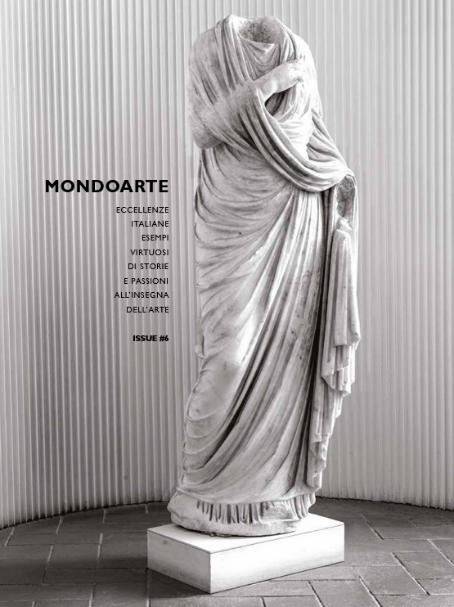 MONDOARTE
ECCELLENZE
ITALIANE
ESEMPI
VIRTUOSI
DI STORIE
E PASSIONI
ALL'INSEGNA
DELL'ARTE
ISSUE #6